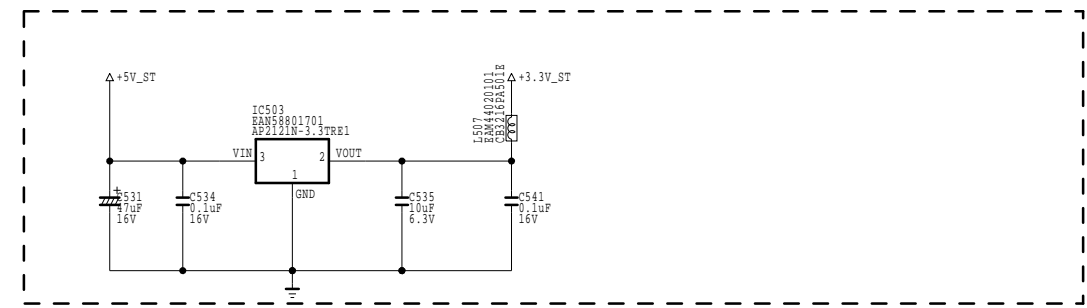 +5V_ST
+3.3V_ST
L507
EAM44020101
CB3216PA501E
IC503
EAN58801701
AP2121N-3.3TRE1
VIN
3
2
VOUT
1
GND
+
C531
47uF
16V
C534
0.1uF
16V
C535
10uF
6.3V
C541
0.1uF
16V